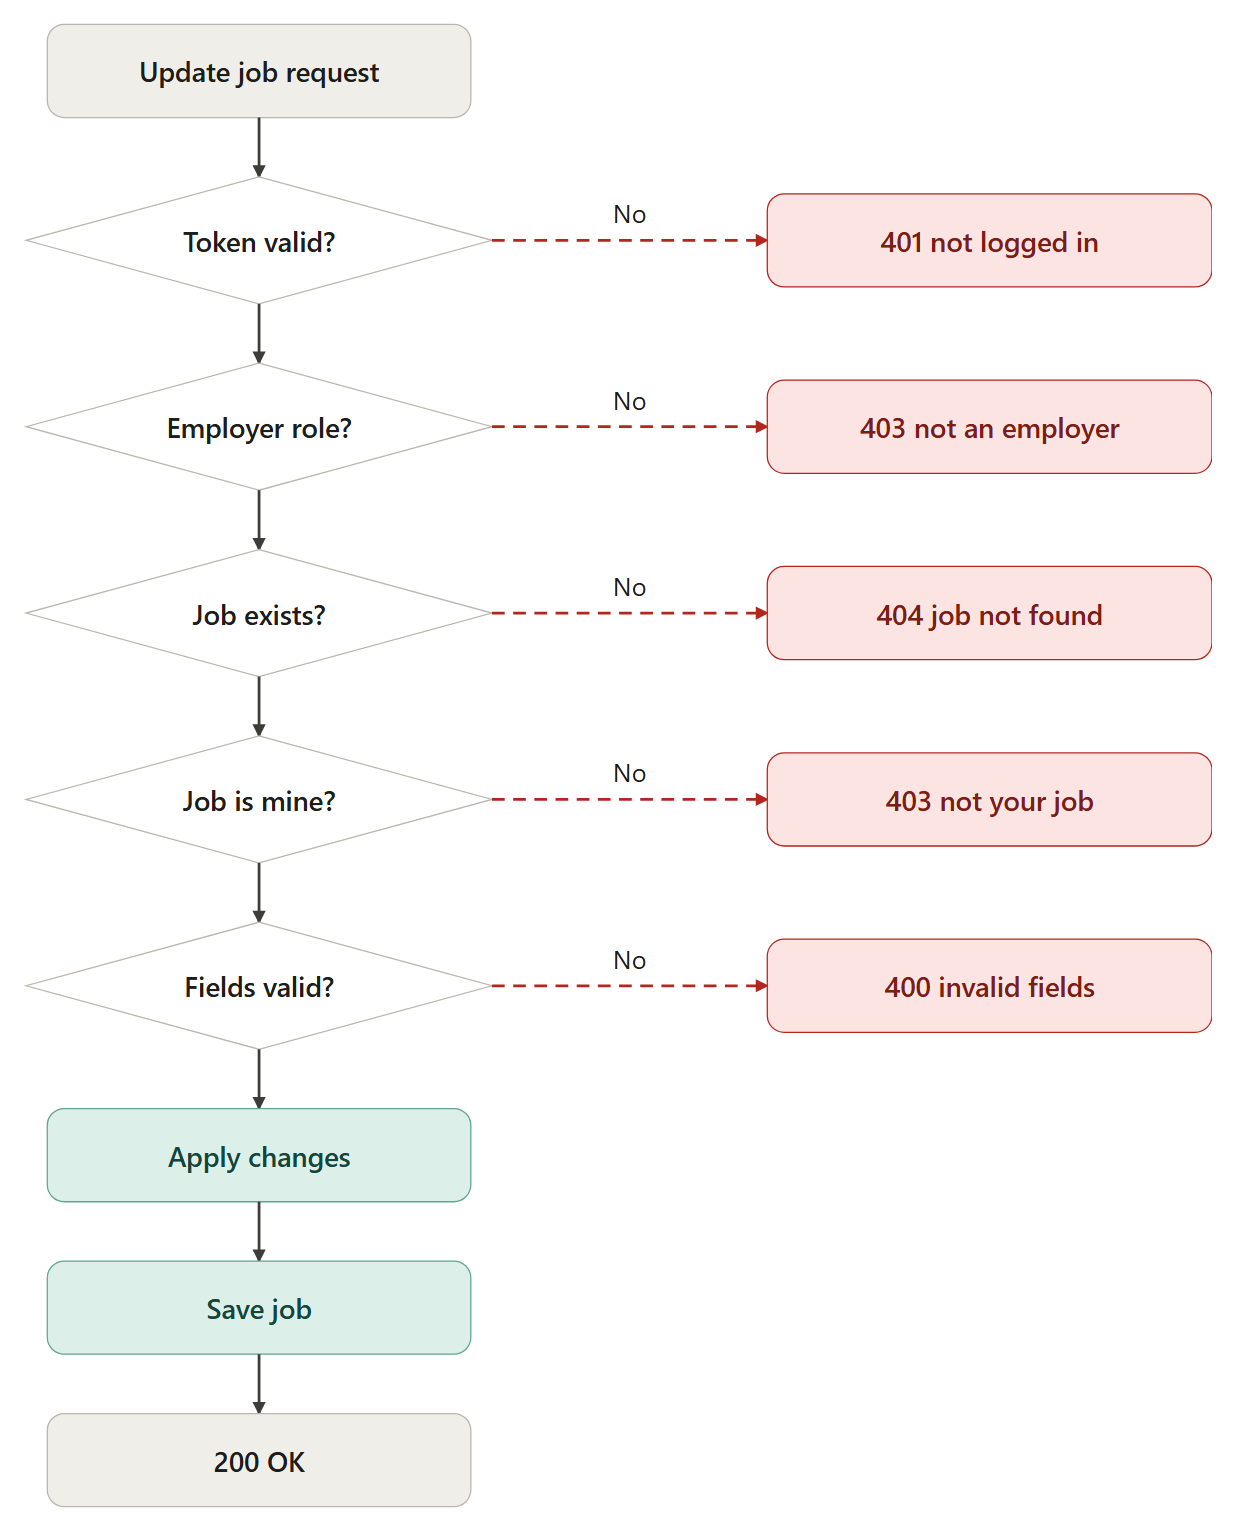 Update job request
Token valid?
No
401 not logged in
Employer role?
No
403 not an employer
Job exists?
No
404 job not found
Job is mine?
No
403 not your job
Fields valid?
No
400 invalid fields
Apply changes
Save job
200 OK